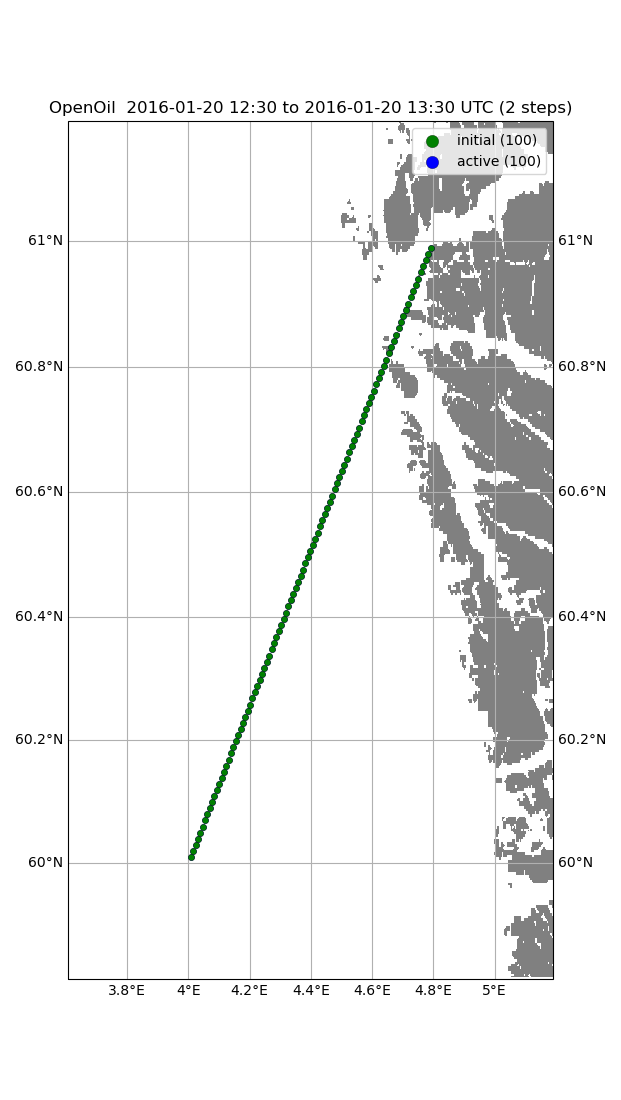 OpenOil  2016-01-20 12:30 to 2016-01-20 13:30 UTC (2 steps)
initial (100)
active (100)
61°N 61°N
60.8°N 60.8°N
60.6°N 60.6°N
60.4°N 60.4°N
60.2°N 60.2°N
60°N 60°N
3.8°E 4°E 4.2°E 4.4°E 4.6°E 4.8°E 5°E